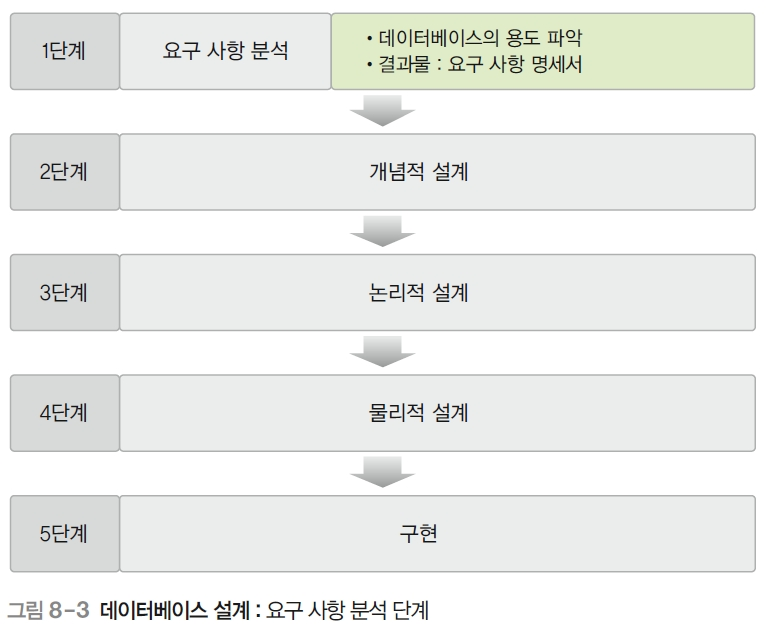 1단계
요구 사항 분석
• 데이터베이스의 용도 파악
• 결과물 : 요구 사항 명세서
2단계
개념적 설계
3단계
논리적 설계
4단계
물리적 설계
5단계
구현
그림 8-3 데이터베이스 설계 : 요구 사항 분석 단계